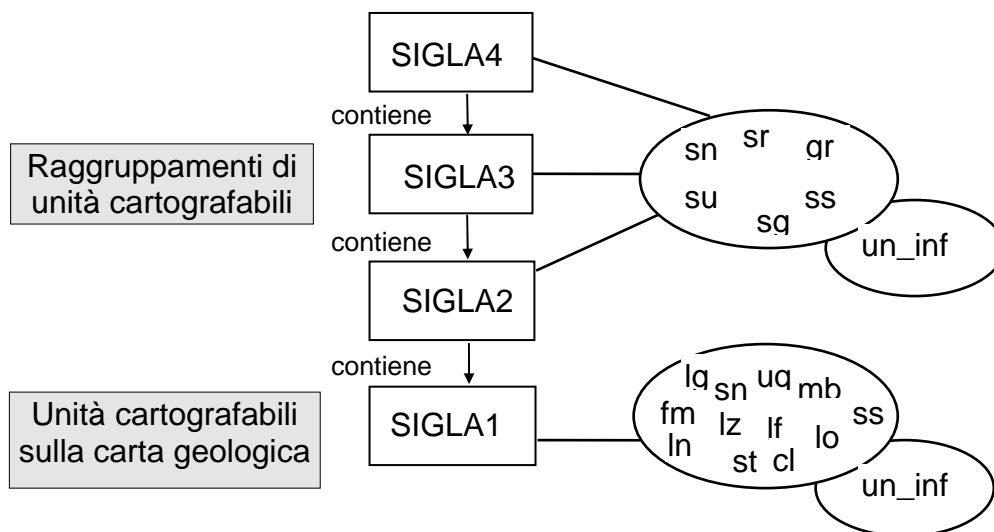 SIGLA4
contiene
Raggruppamenti di
unità cartografabili
SIGLA3
sn sr gr
su ss
sg
contiene
un_inf
SIGLA2
contiene
Unità cartografabili
sulla carta geologica
SIGLA1
lg sn ug mb
fm lz lf ss
ln lo
st cl
un_inf